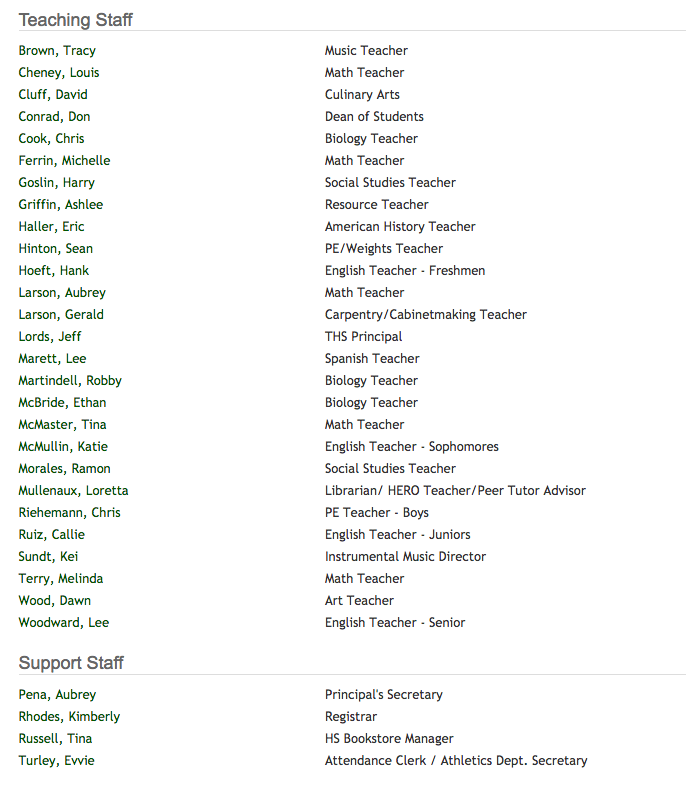 Teaching Staff
Brown, Tracy Music Teacher
Cheney, Louis Math Teacher
Cluff, David Culinary Arts
Conrad, Don Dean of Students
Cook, Chris Biology Teacher
Ferrin, Michelle Math Teacher
Goslin, Harry Social Studies Teacher
Griffin, Ashlee Resource Teacher
Haller, Eric American History Teacher
Hinton, Sean PE/Weights Teacher
Hoeft, Hank English Teacher - Freshmen
Larson, Aubrey Math Teacher
Larson, Gerald Carpentry/Cabinetmaking Teacher
Lords, Jeff THS Principal
Marett, Lee Spanish Teacher
Martindell, Robby Biology Teacher
McBride, Ethan Biology Teacher
McMaster, Tina Math Teacher
McMullin, Katie English Teacher - Sophomores
Morales, Ramon Social Studies Teacher
Mullenaux, Loretta Librarian/ HERO Teacher/Peer Tutor Advisor
Riehemann, Chris PE Teacher - Boys
Ruiz, Callie English Teacher - Juniors
Sundt, Kei Instrumental Music Director
Terry, Melinda Math Teacher
Wood, Dawn Art Teacher
Woodward, Lee English Teacher - Senior
Support Staff
Pena, Aubrey Principal's Secretary
Rhodes, Kimberly Registrar
Russell, Tina HS Bookstore Manager
Turley, Evvie Attendance Clerk / Athletics Dept. Secretary